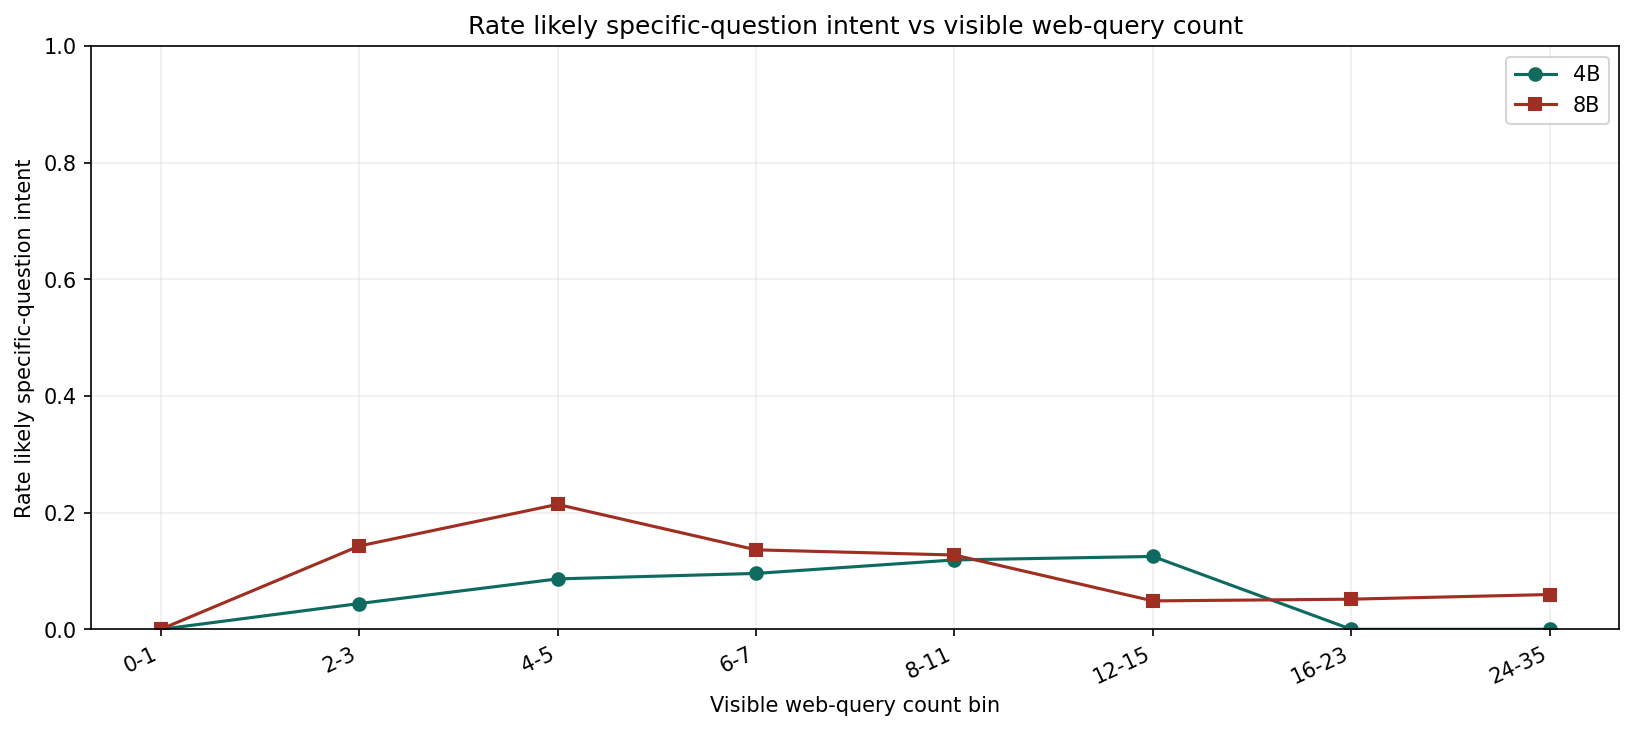 Rate likely specific-question intent vs visible web-query count
4B
8B
Rate likely specific-question intent
1.0
0.8
0.6
0.4
0.2
0.0
0-1
2-3
4-5
6-7
8-11
12-15
16-23
24-35
Visible web-query count bin